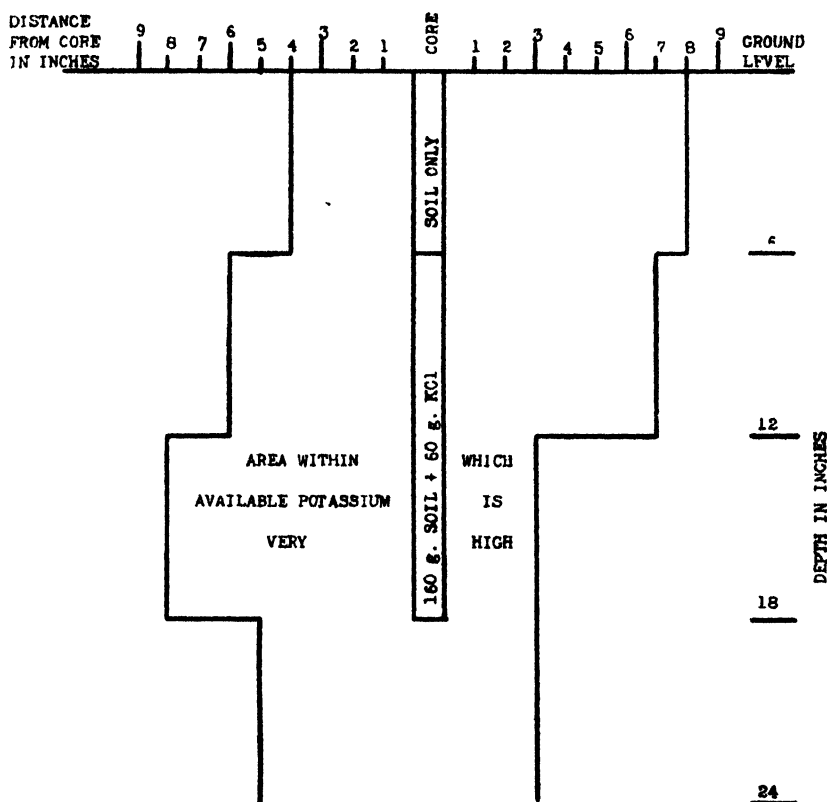 DISTANCE
FROM CORE
IN INCHES
9 8 7 6 5 4 3 2 1
CORE
1 2 3 4 5 6 7 8 9
GROUND
LEVEL
SOIL ONLY
6
160 g. SOIL + 60 g. KCl
12
AREA WITHIN WHICH
AVAILABLE POTASSIUM IS
VERY HIGH
DEPTH IN INCHES
18
24